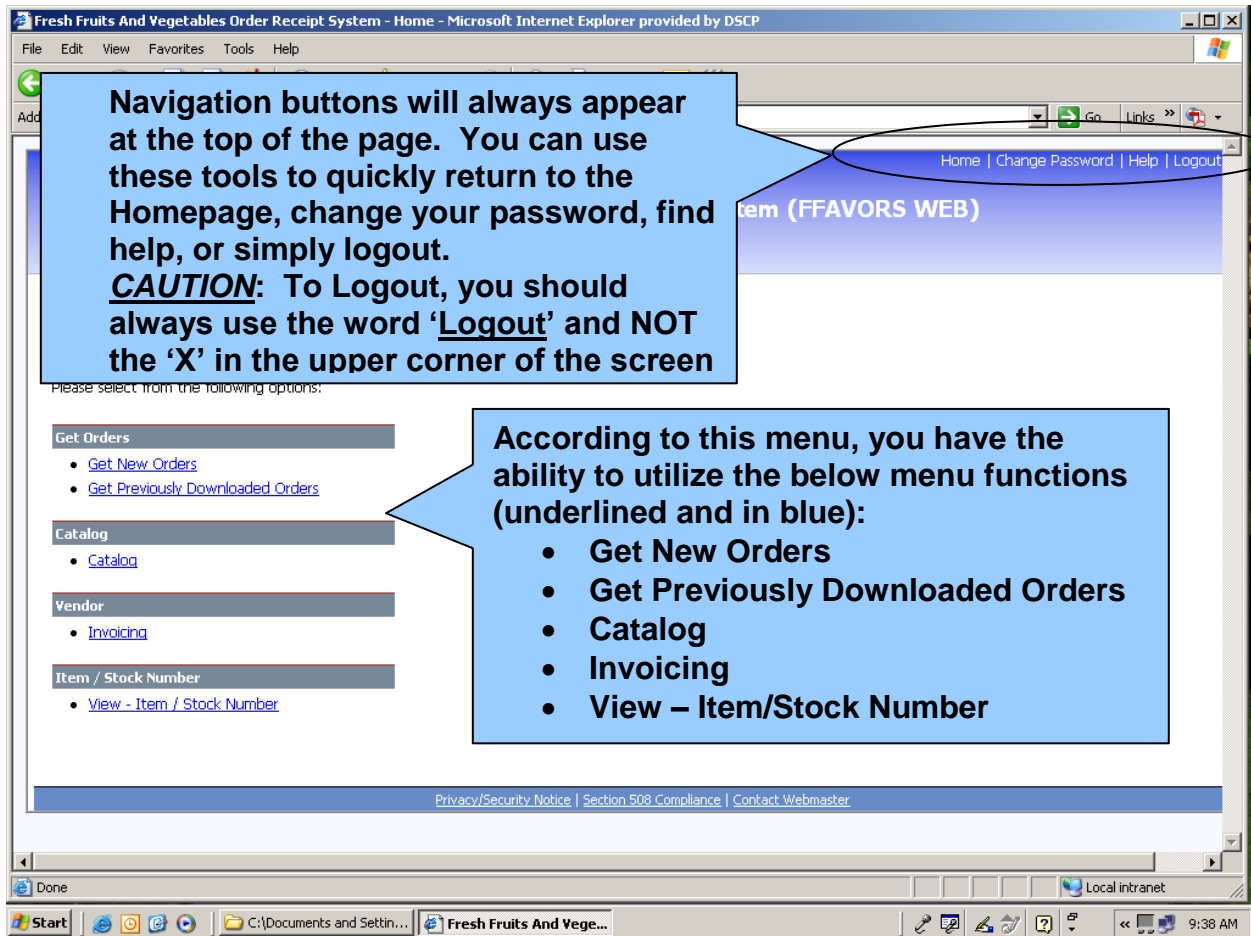 Fresh Fruits And Vegetables Order Receipt System - Home - Microsoft Internet Explorer provided by DSCP
File Edit View Favorites Tools Help
Add
Go Links »
Navigation buttons will always appear
at the top of the page. You can use
these tools to quickly return to the
Homepage, change your password, find
help, or simply logout.
CAUTION: To Logout, you should
always use the word ‘Logout’ and NOT
the ‘X’ in the upper corner of the screen
Home | Change Password | Help | Logout
tem (FFAVORS WEB)
Please select from the following options:
Get Orders
• Get New Orders
• Get Previously Downloaded Orders
Catalog
• Catalog
Vendor
• Invoicing
Item / Stock Number
• View - Item / Stock Number
According to this menu, you have the
ability to utilize the below menu functions
(underlined and in blue):
• Get New Orders
• Get Previously Downloaded Orders
• Catalog
• Invoicing
• View – Item/Stock Number
Privacy/Security Notice | Section 508 Compliance | Contact Webmaster
Done
Local intranet
Start
C:\Documents and Settin...
Fresh Fruits And Vege...
« 9:38 AM